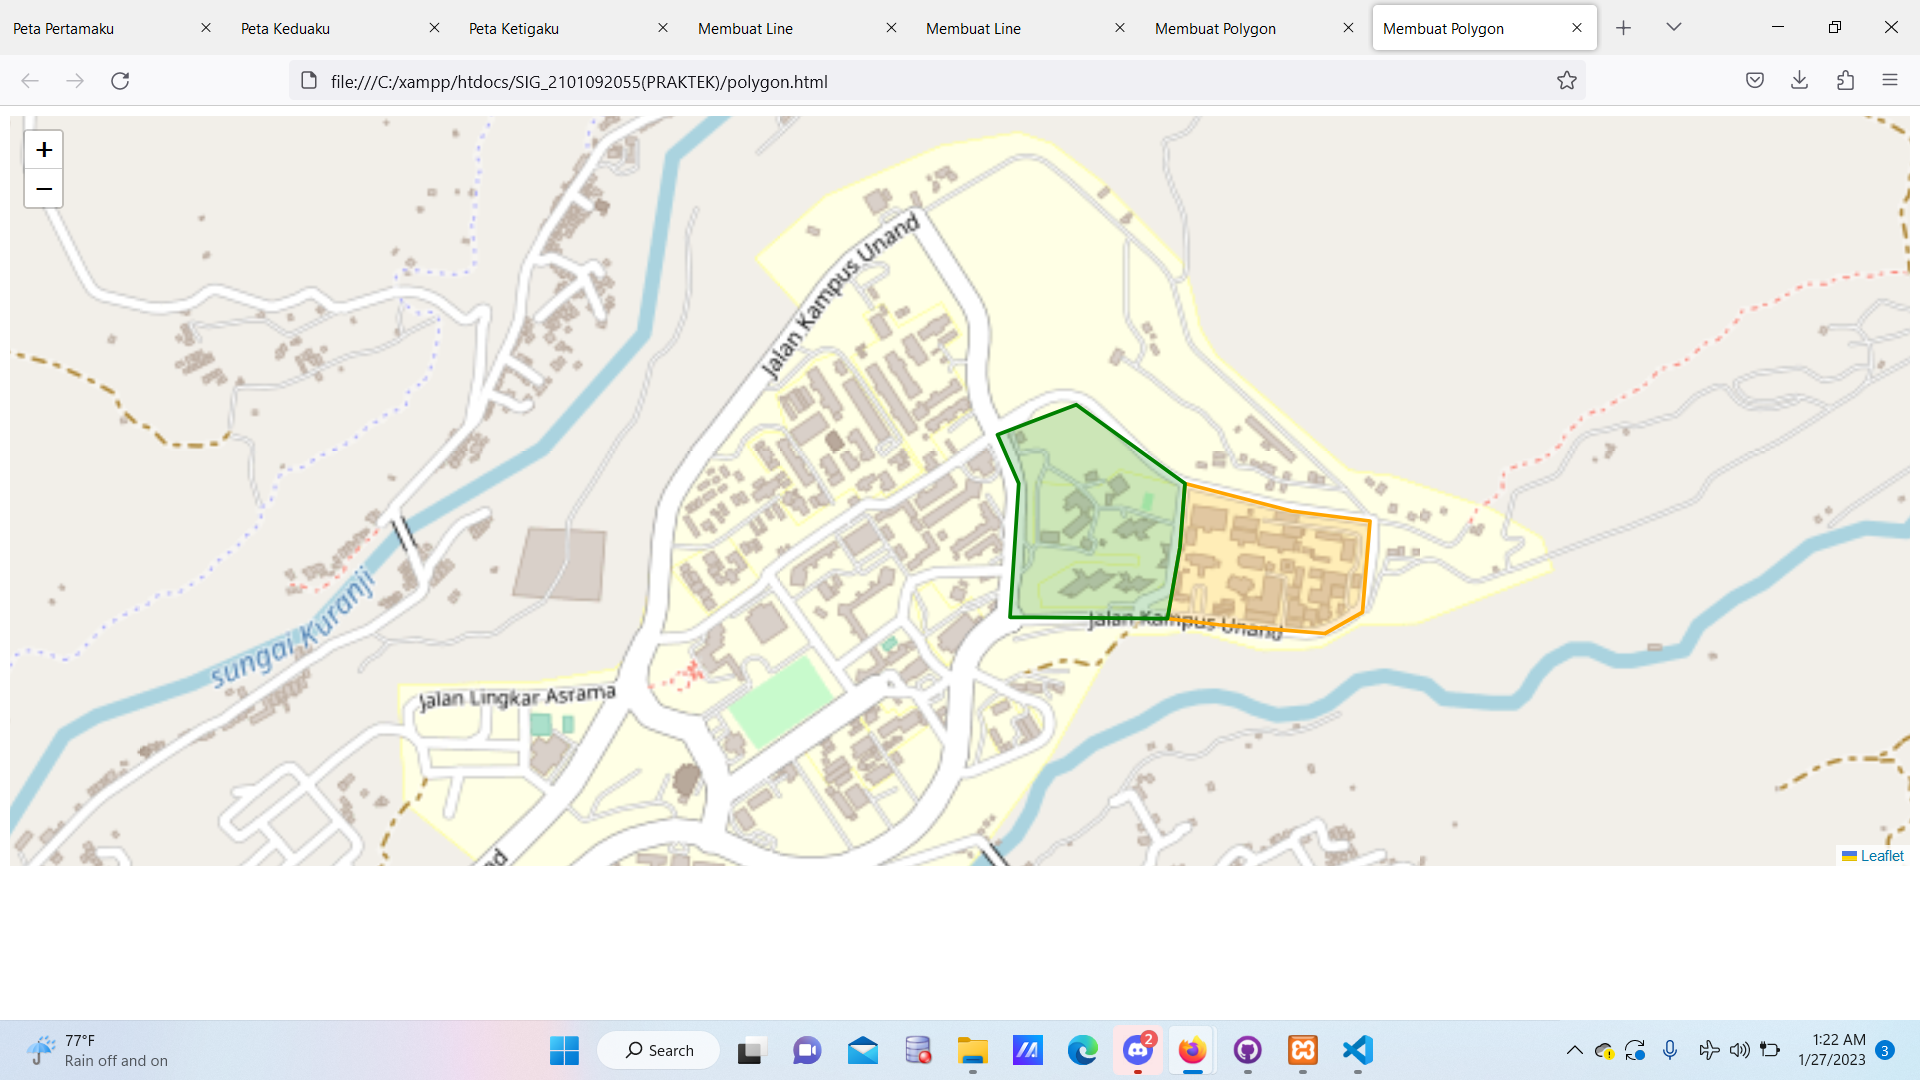 Peta Pertamaku
Peta Keduaku
Peta Ketigaku
Membuat Line
Membuat Line
Membuat Polygon
Membuat Polygon
file:///C:/xampp/htdocs/SIG_2101092055(PRAKTEK)/polygon.html
+
−
Jalan Kampus Unand
Jalan Kampus Unand
sungai Kuranji
Jalan Lingkar Asrama
nd
Leaflet
77°F
Rain off and on
Search
2
1:22 AM
1/27/2023
3